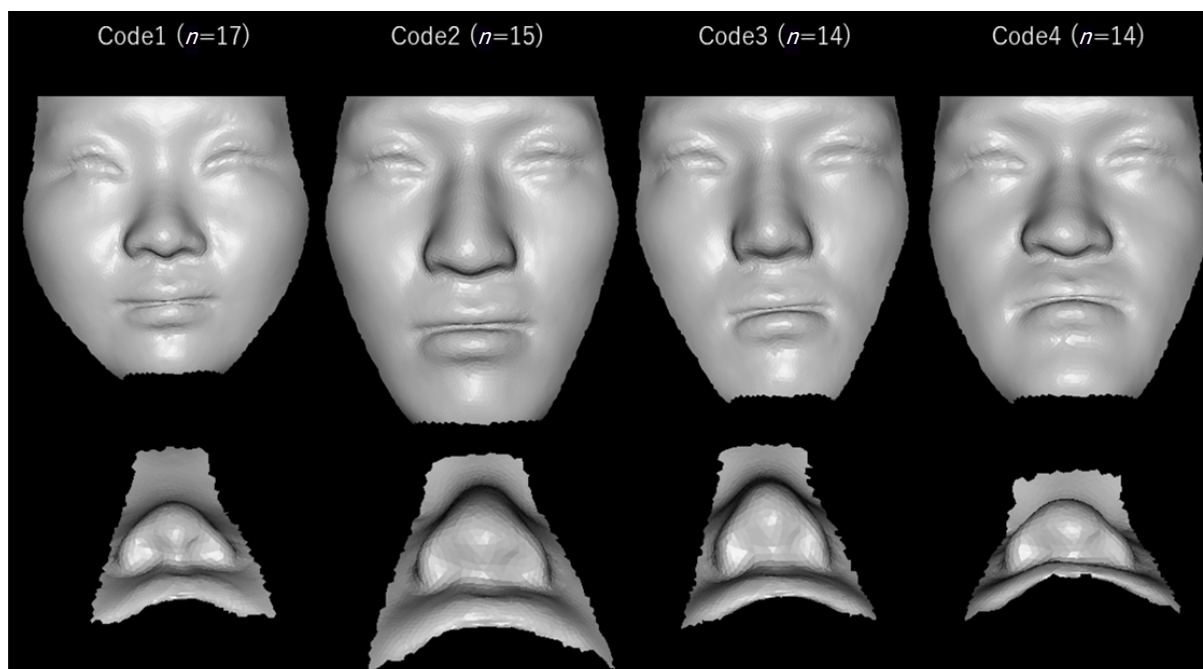 Code1 (n=17)
Code2 (n=15)
Code3 (n=14)
Code4 (n=14)